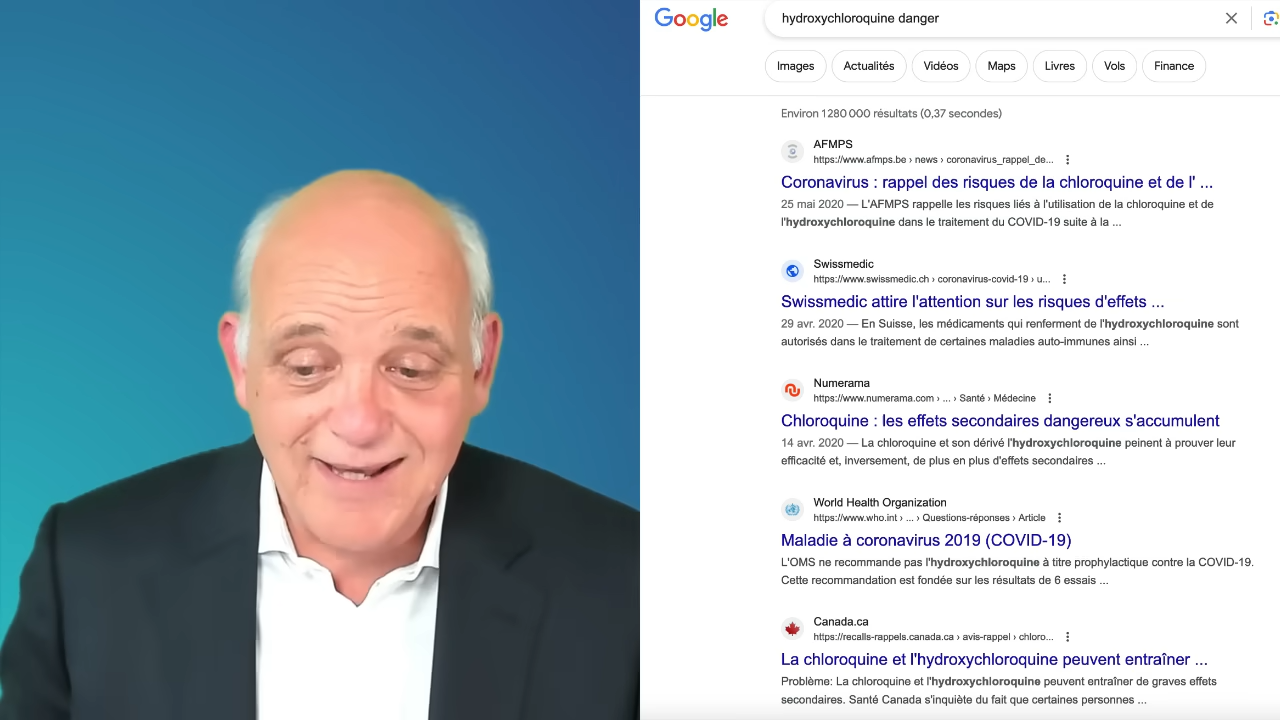 Google
hydroxychloroquine danger
Images
Actualités
Vidéos
Maps
Livres
Vols
Finance
Environ 1 280 000 résultats (0,37 secondes)
AFMPS
https://www.afmps.be › news › coronavirus_rappel_de...
Coronavirus : rappel des risques de la chloroquine et de l' ...
25 mai 2020 — L'AFMPS rappelle les risques liés à l'utilisation de la chloroquine et de
l'hydroxychloroquine dans le traitement du COVID-19 suite à la ...
Swissmedic
https://www.swissmedic.ch › coronavirus-covid-19 › u...
Swissmedic attire l'attention sur les risques d'effets ...
29 avr. 2020 — En Suisse, les médicaments qui renferment de l'hydroxychloroquine sont
autorisés dans le traitement de certaines maladies auto-immunes ainsi ...
Numerama
https://www.numerama.com › ... › Santé › Médecine
Chloroquine : les effets secondaires dangereux s'accumulent
14 avr. 2020 — La chloroquine et son dérivé l'hydroxychloroquine peinent à prouver leur
efficacité et, inversement, de plus en plus d'effets secondaires ...
World Health Organization
https://www.who.int › ... › Questions-réponses › Article
Maladie à coronavirus 2019 (COVID-19)
L'OMS ne recommande pas l'hydroxychloroquine à titre prophylactique contre la COVID-19.
Cette recommandation est fondée sur les résultats de 6 essais ...
Canada.ca
https://recalls-rappels.canada.ca › avis-rappel › chloro...
La chloroquine et l'hydroxychloroquine peuvent entraîner ...
Problème: La chloroquine et l'hydroxychloroquine peuvent entraîner de graves effets
secondaires. Santé Canada s'inquiète du fait que certaines personnes ...